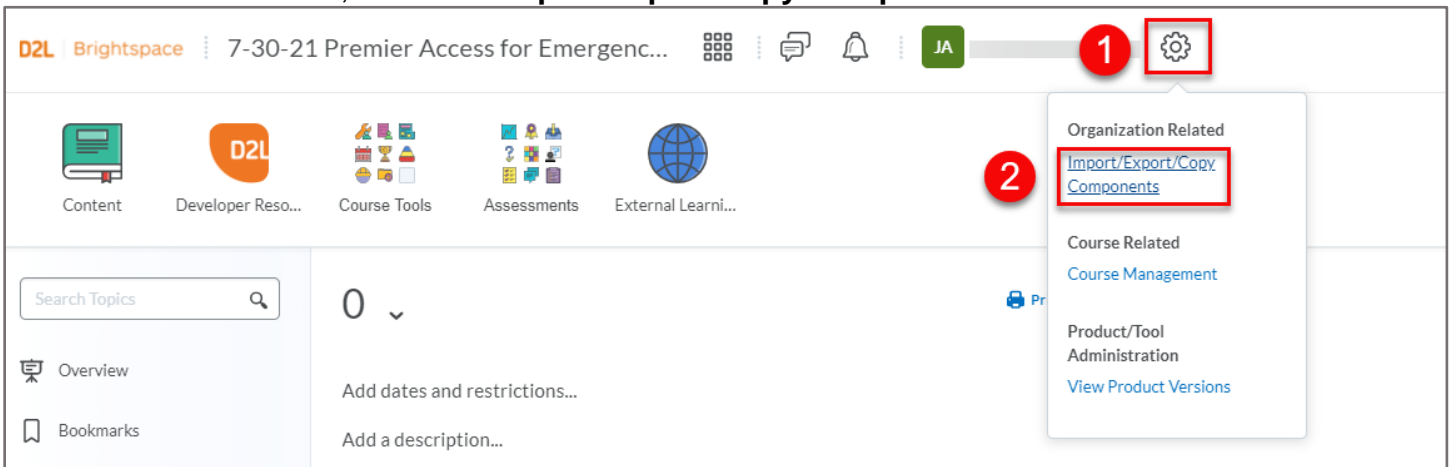 D2L Brightspace 7-30-21 Premier Access for Emergenc... JA 1
Organization Related
2 Import/Export/Copy
Components
Course Related
Course Management
Product/Tool
Administration
View Product Versions
D2L
Content Developer Reso... Course Tools Assessments External Learni...
Search Topics
0
Pr
Overview
Add dates and restrictions...
Bookmarks
Add a description...